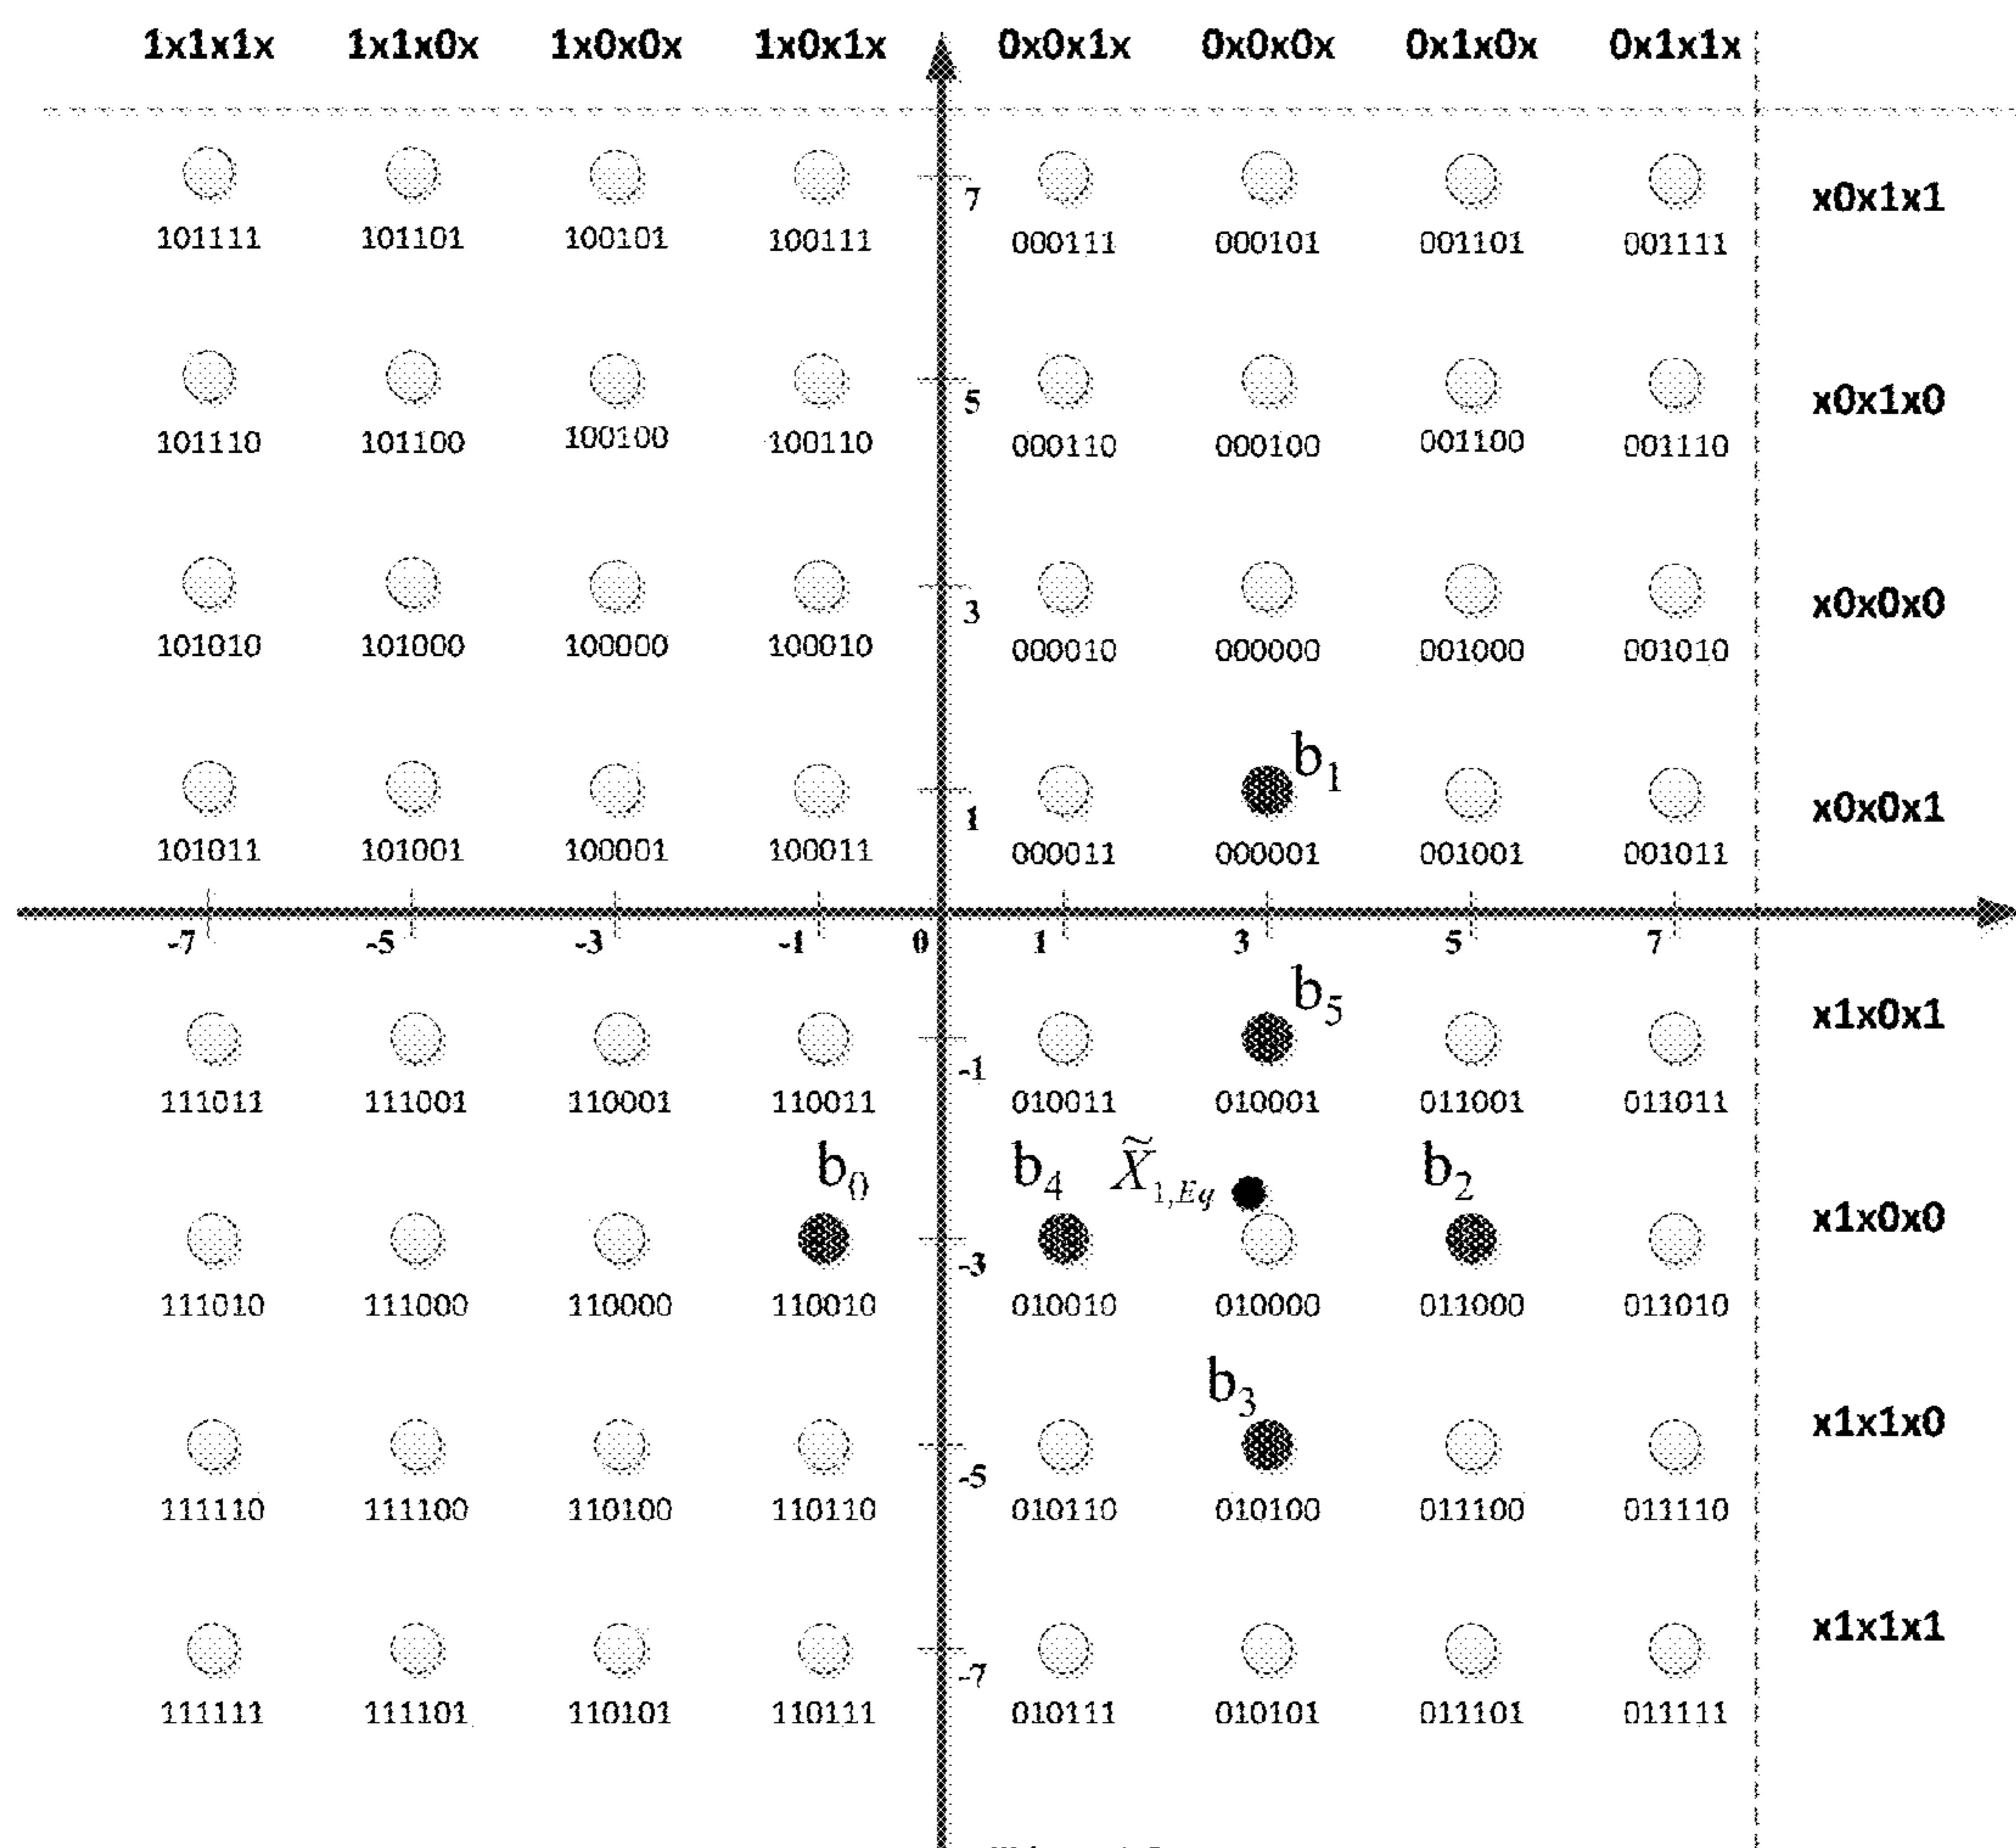 1x1x1x 1x1x0x 1x0x0x 1x0x1x 0x0x1x 0x0x0x 0x1x0x 0x1x1x
7 x0x1x1
101111 101101 100101 100111 000111 000101 001101 001111
5 x0x1x0
101110 101100 100100 100110 000110 000100 001100 001110
3 x0x0x0
101010 101000 100000 100010 000010 000000 001000 001010
b1
1 x0x0x1
101011 101001 100001 100011 000011 000001 001001 001011
-7 -5 -3 -1 0 1 3 5 7
b5 x1x0x1
-1
111011 111001 110001 110011 010011 010001 011001 011011
b0 b4 X̃1,Eq b2
x1x0x0
-3
111010 111000 110000 110010 010010 010000 011000 011010
b3 x1x1x0
-5
111110 111100 110100 110110 010110 010100 011100 011110
x1x1x1
-7
111111 111101 110101 110111 010111 010101 011101 011111